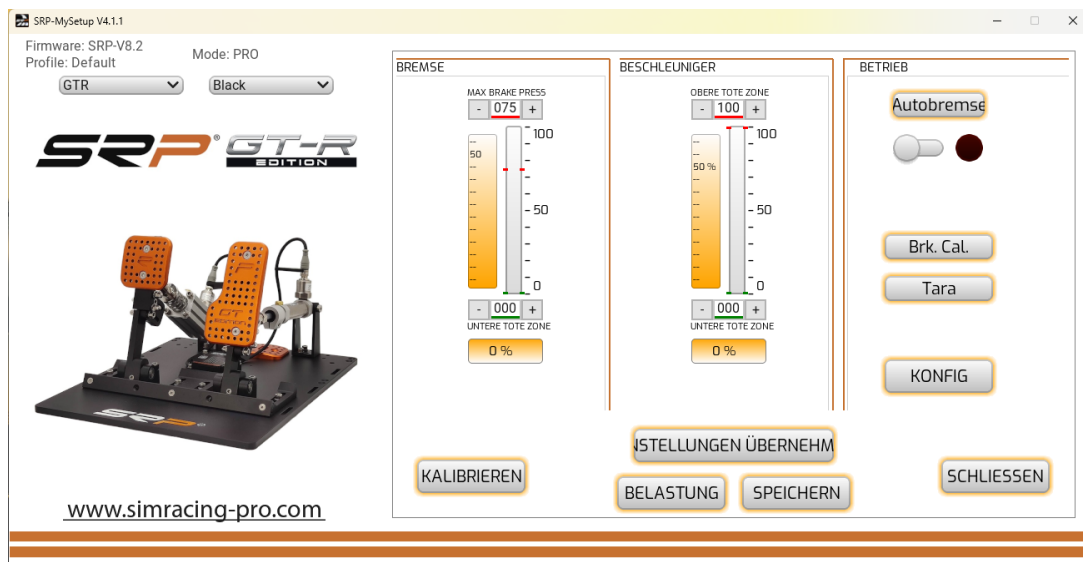 SRP-MySetup V4.1.1
Firmware: SRP-V8.2
Profile: Default
Mode: PRO
GTR
Black
SRP® GT-R
EDITION
BREMSE
MAX BRAKE PRESS
- 075 +
50
100
50
0
- 000 +
UNTERE TOTE ZONE
0 %
BESCHLEUNIGER
OBERE TOTE ZONE
- 100 +
50 %
100
50
0
- 000 +
UNTERE TOTE ZONE
0 %
BETRIEB
Autobremse
Brk. Cal.
Tara
KONFIG
NSTELLUNGEN ÜBERNEHM
KALIBRIEREN
BELASTUNG
SPEICHERN
SCHLIESSEN
GT
EDITION
SRP
www.simracing-pro.com